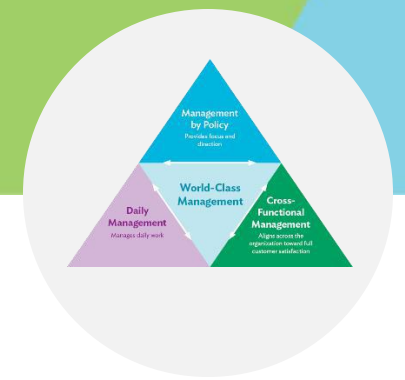 Management
by Policy
Provides focus and
direction
World-Class
Management
Daily
Management
Manages daily work
Cross-
Functional
Management
Aligns across the
organization toward full
customer satisfaction